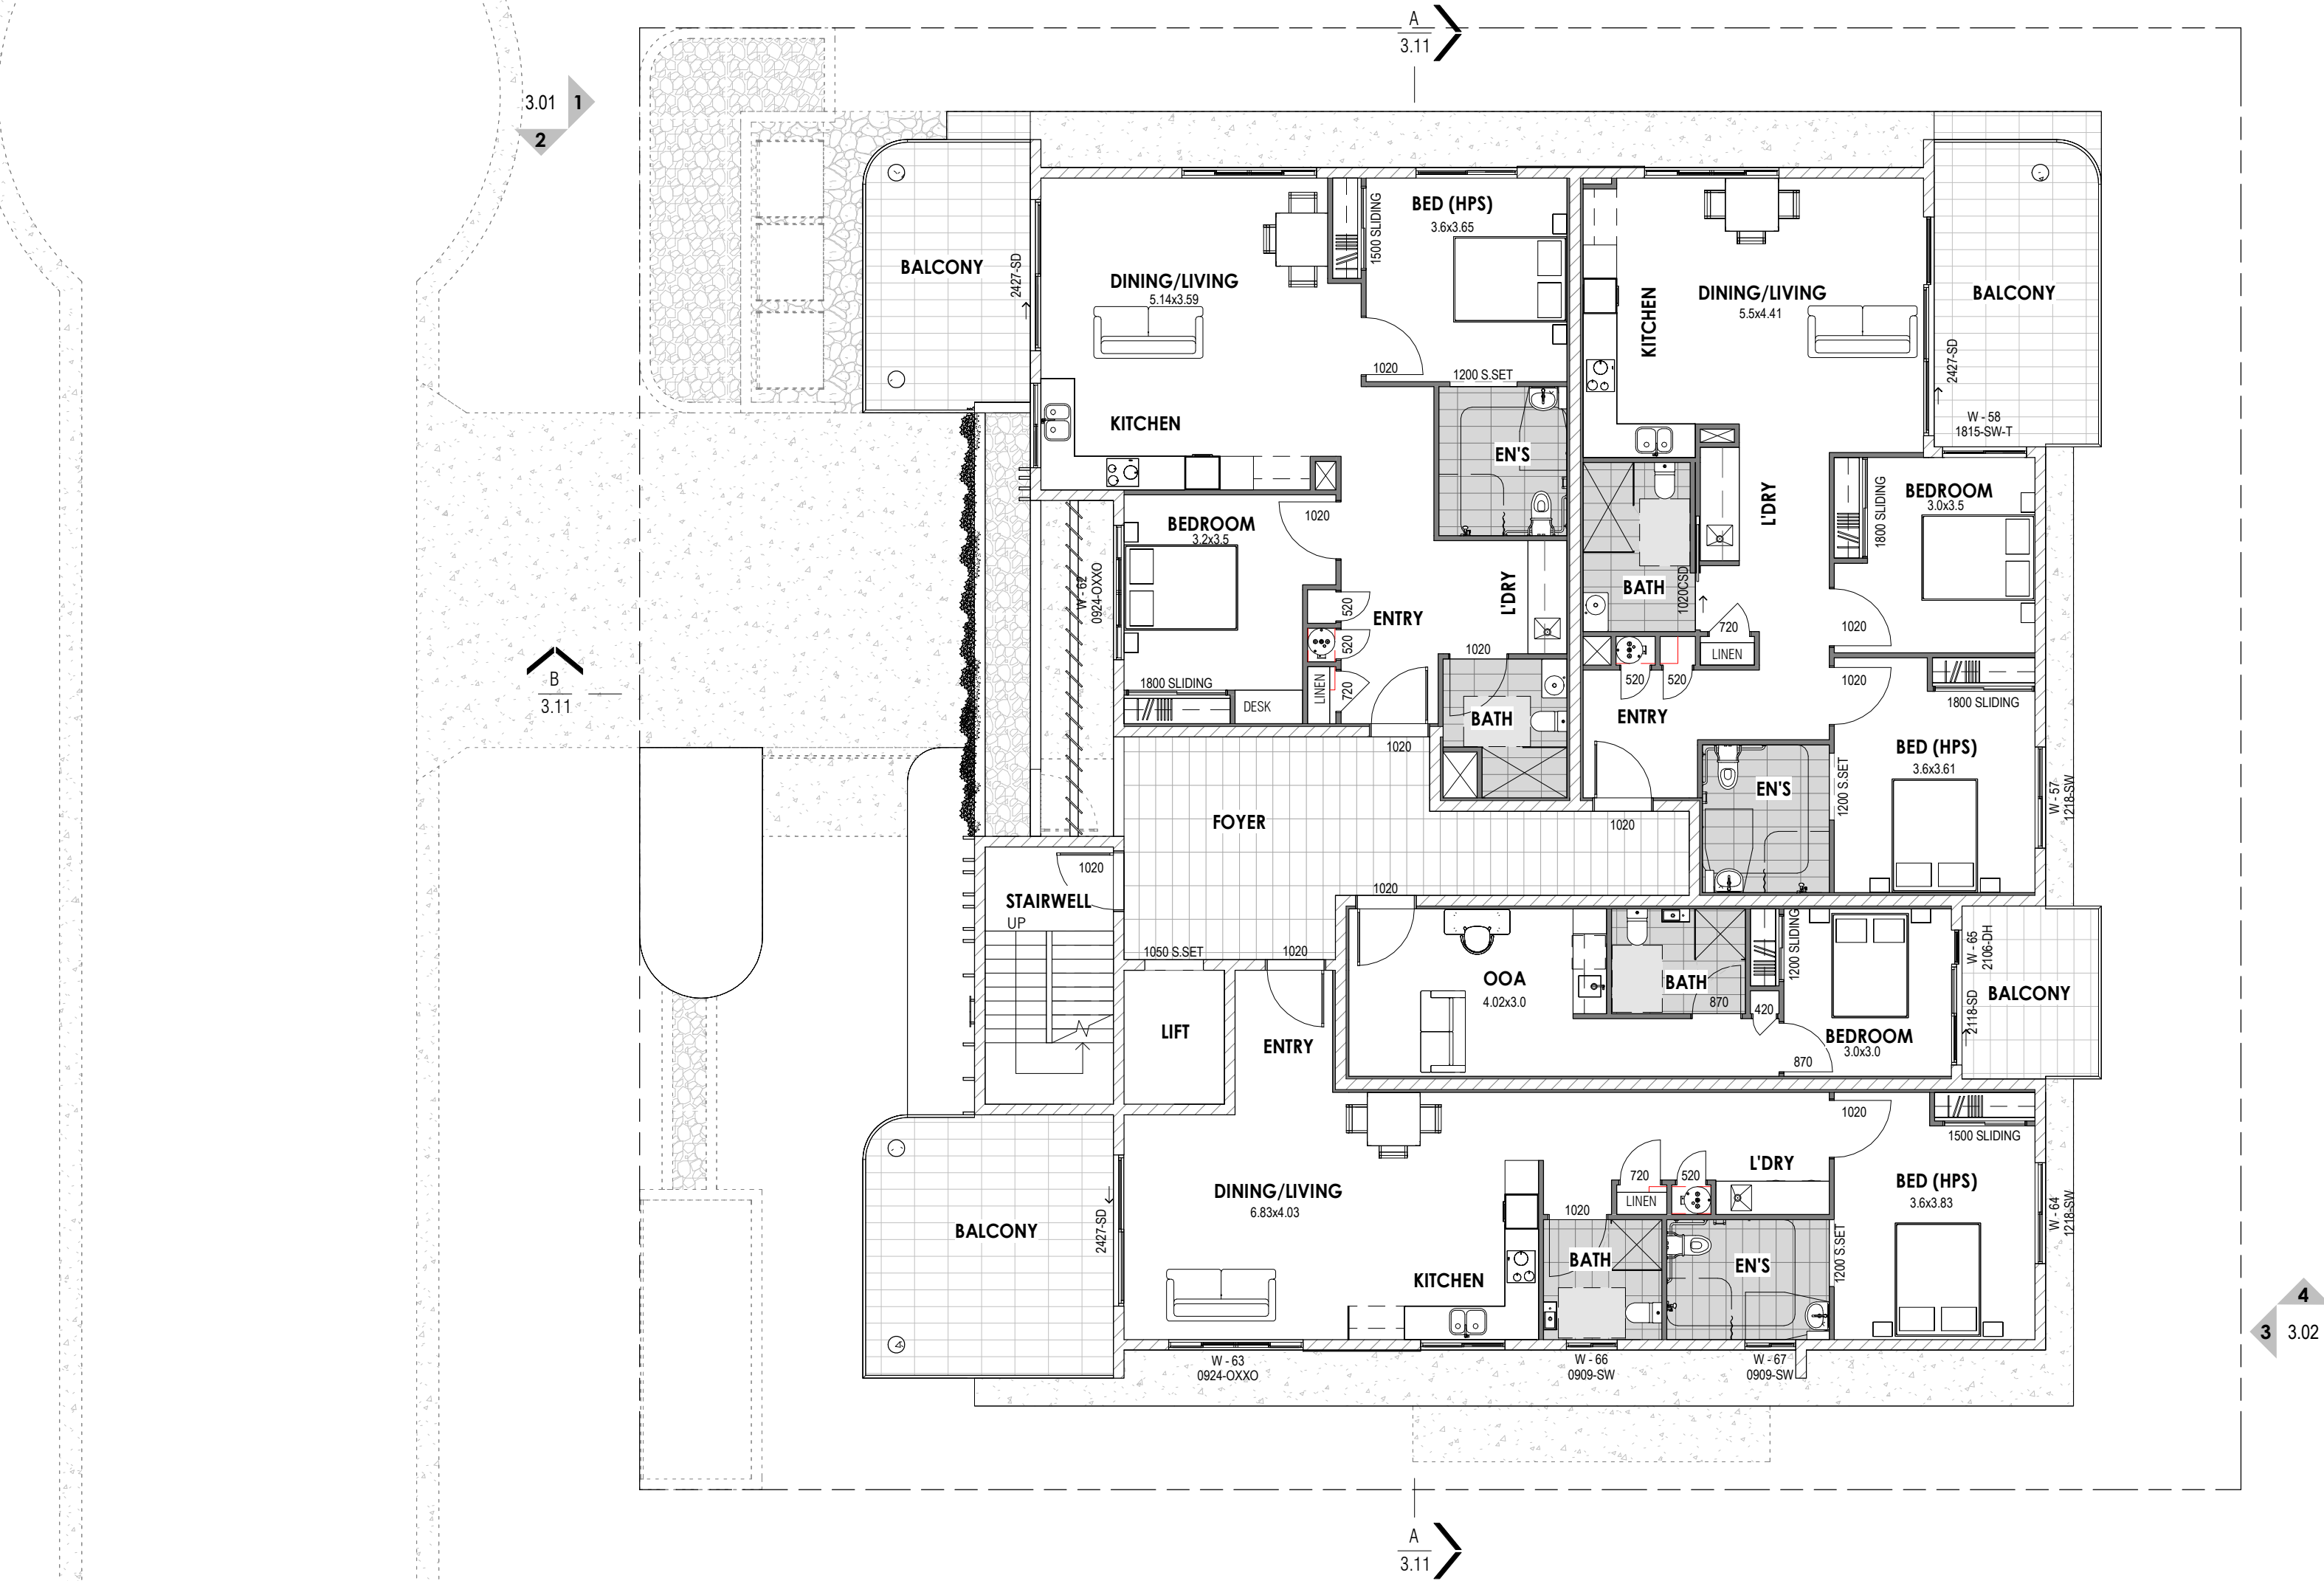 A
3.11
3.01
1
2
BALCONY
2427-SD
DINING/LIVING
5.14x3.59
KITCHEN
1500 SLIDING
BED (HPS)
3.6x3.65
1020
1200 S.SET
EN'S
KITCHEN
DINING/LIVING
5.5x4.41
BALCONY
2427-SD
W - 58
1815-SW-T
BEDROOM
3.2x3.5
1020
W - 62
0924-OXXO
1800 SLIDING
DESK
520
520
LINEN
720
ENTRY
L'DRY
1020
BATH
1020
BATH
1020CSD
L'DRY
720
LINEN
520
520
ENTRY
1020
1800 SLIDING
BEDROOM
3.0x3.5
1020
1020
1800 SLIDING
BED (HPS)
3.6x3.61
EN'S
1200 S.SET
W - 57
1218-SW
B
3.11
FOYER
1020
STAIRWELL
UP
1050 S.SET
1020
LIFT
ENTRY
1020
OOA
4.02x3.0
BATH
870
1200 SLIDING
420
BEDROOM
3.0x3.0
870
W - 65
2106-DH
2118-SD
BALCONY
BALCONY
2427-SD
DINING/LIVING
6.83x4.03
KITCHEN
W - 63
0924-OXXO
1020
BATH
720
LINEN
520
L'DRY
EN'S
1200 S.SET
1020
1500 SLIDING
BED (HPS)
3.6x3.83
W - 64
1218-SW
W - 66
0909-SW
W - 67
0909-SW
4
3
3.02
A
3.11